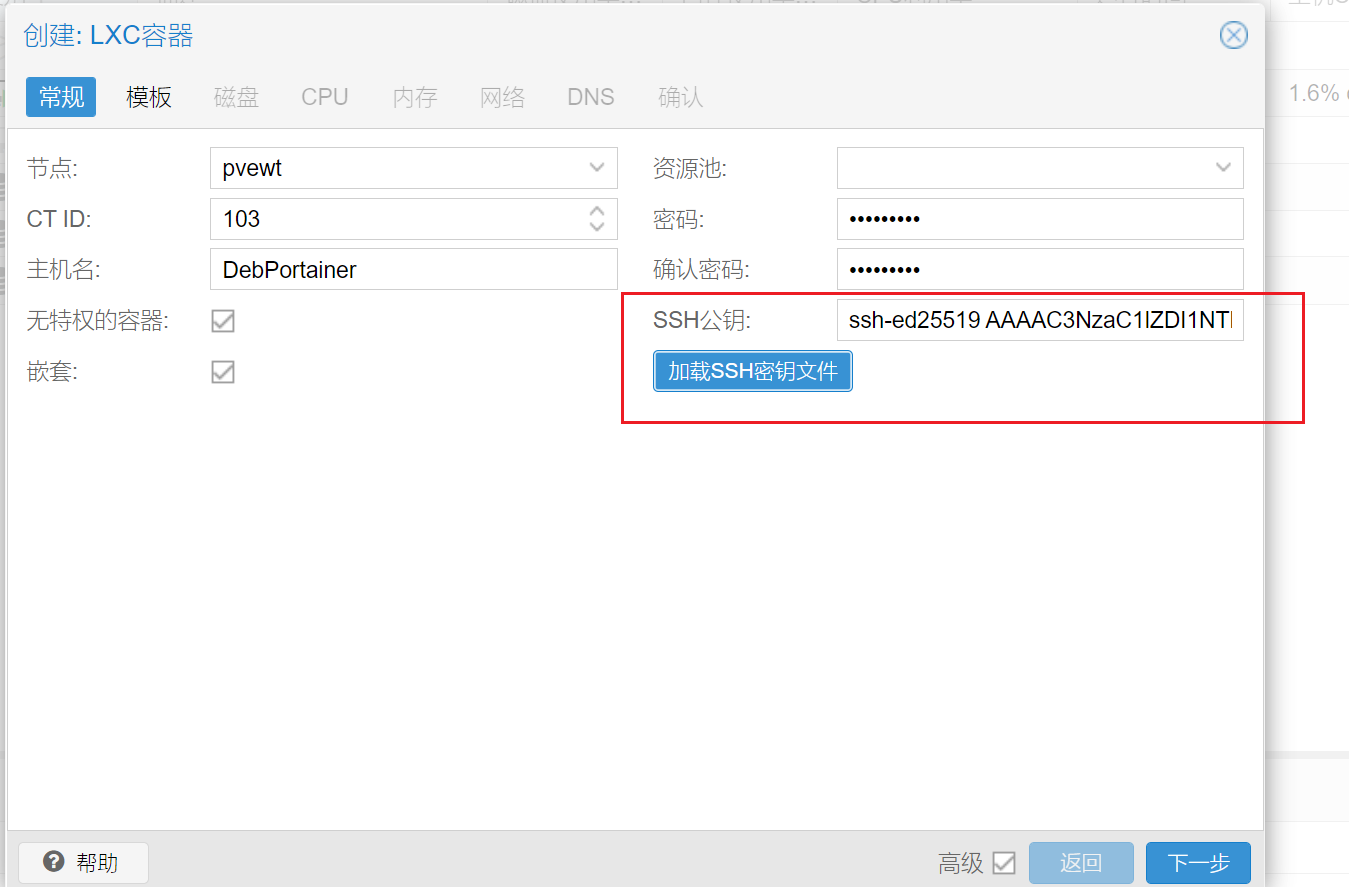 创建: LXC容器
常规 模板 磁盘 CPU 内存 网络 DNS 确认
节点: pvewt 资源池:
CT ID: 103 密码: •••••••••
主机名: DebPortainer 确认密码: •••••••••
无特权的容器: SSH公钥: ssh-ed25519 AAAAC3NzaC1lZDI1NTI
嵌套: 加载SSH密钥文件
帮助 高级 返回 下一步
1.6%